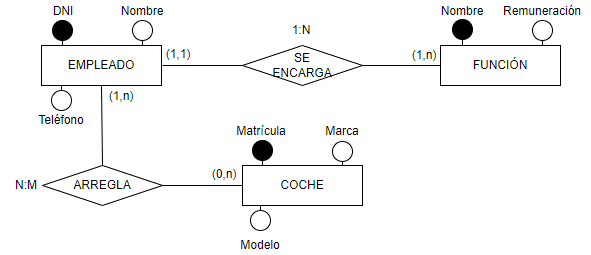 DNI
Nombre
1:N
Nombre
Remuneración
EMPLEADO
(1,1)
SE
ENCARGA
(1,n)
FUNCIÓN
(1,n)
Teléfono
Matrícula
Marca
N:M
ARREGLA
(0,n)
COCHE
Modelo